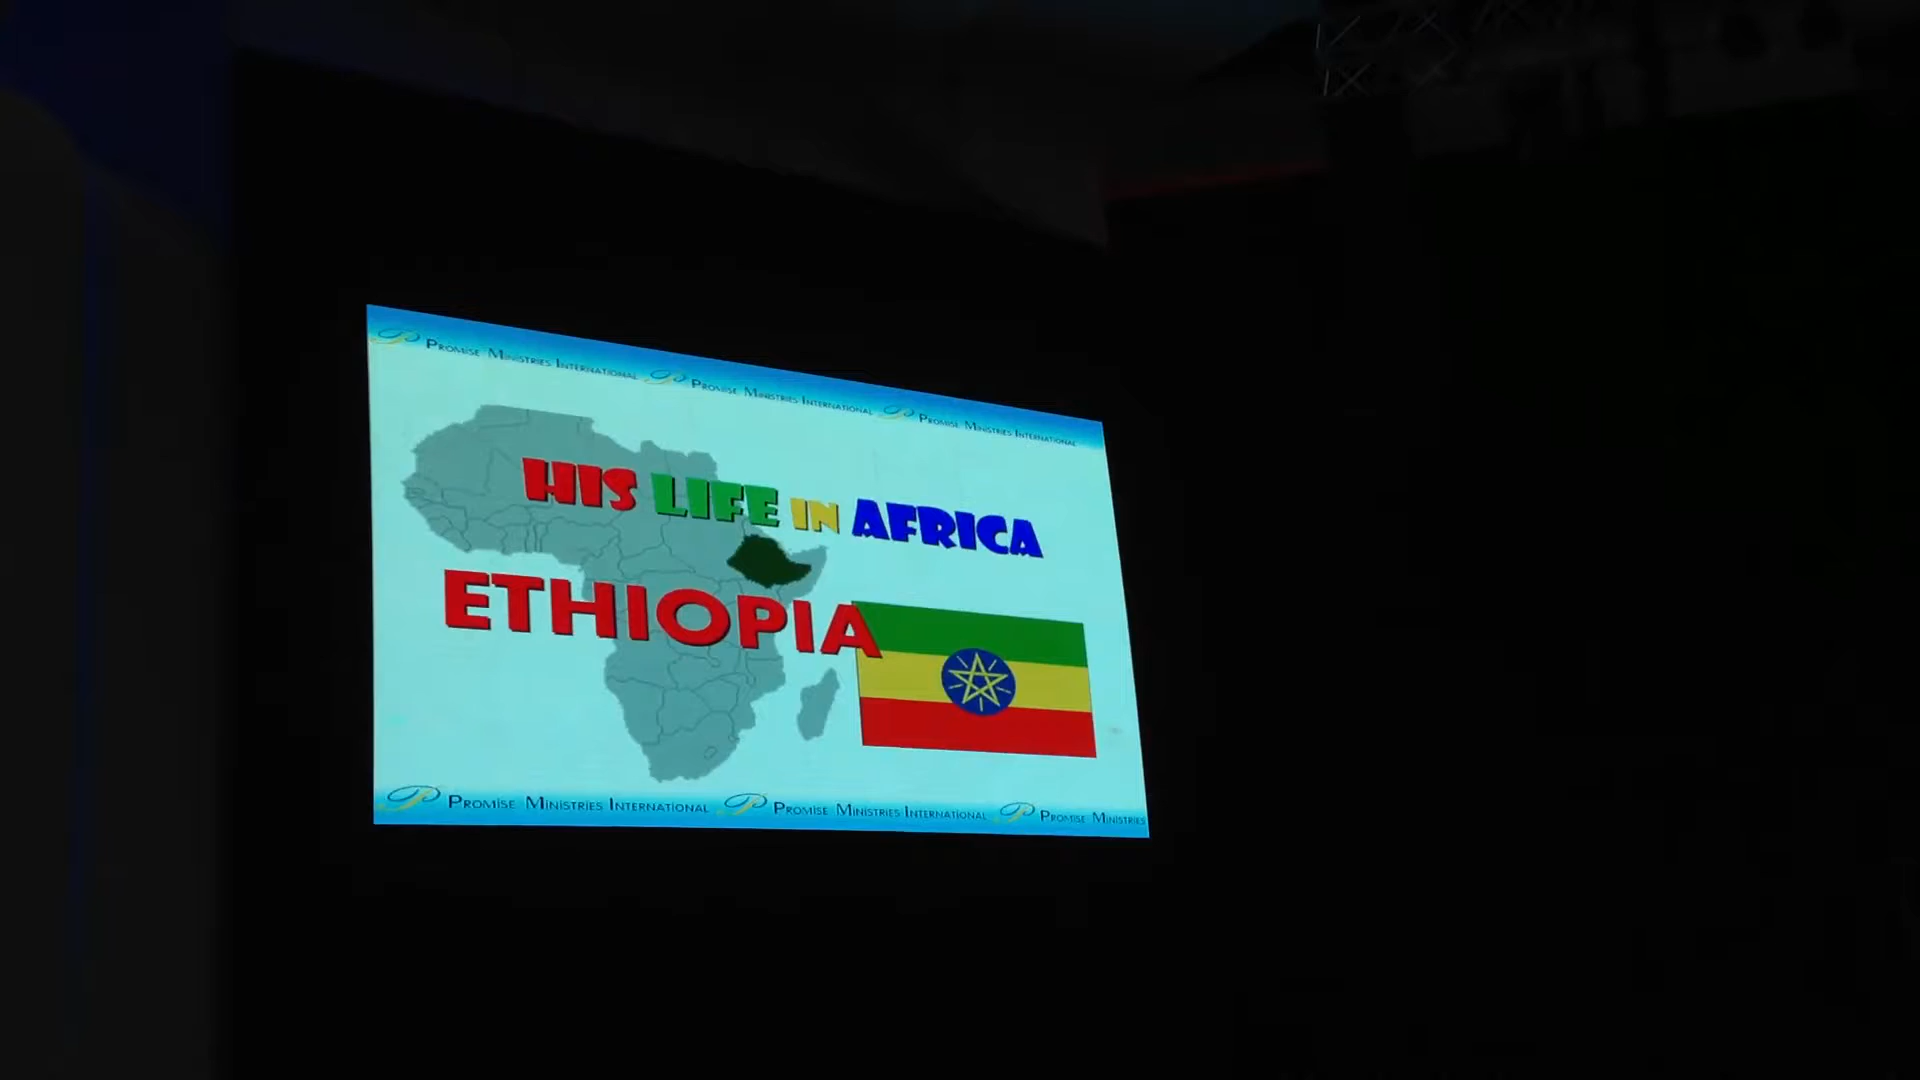 PROMISE MINISTRIES INTERNATIONAL PROMISE MINISTRIES INTERNATIONAL PROMISE MINISTRIES INTERNATIONAL
HIS LIFE IN AFRICA
ETHIOPIA
PROMISE MINISTRIES INTERNATIONAL PROMISE MINISTRIES INTERNATIONAL PROMISE MINISTRIES